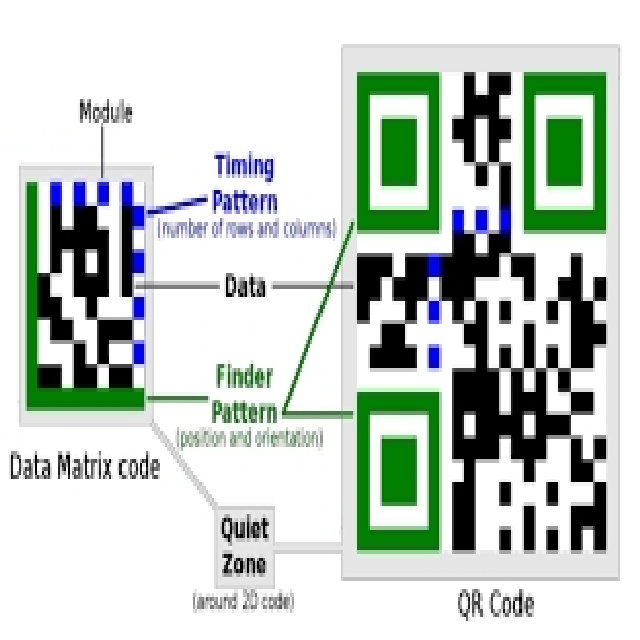 Module
Timing
Pattern
(number of rows and columns)
Data
Finder
Pattern
(position and orientation)
Data Matrix code
Quiet
Zone
(around 2D code)
QR Code